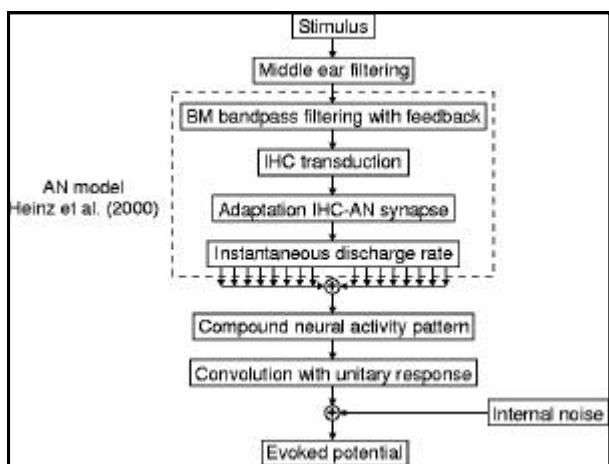 Stimulus
Middle ear filtering
BM bandpass filtering with feedback
IHC transduction
AN model
Heinz et al. (2000)
Adaptation IHC-AN synapse
Instantaneous discharge rate
Compound neural activity pattern
Convolution with unitary response
Internal noise
Evoked potential